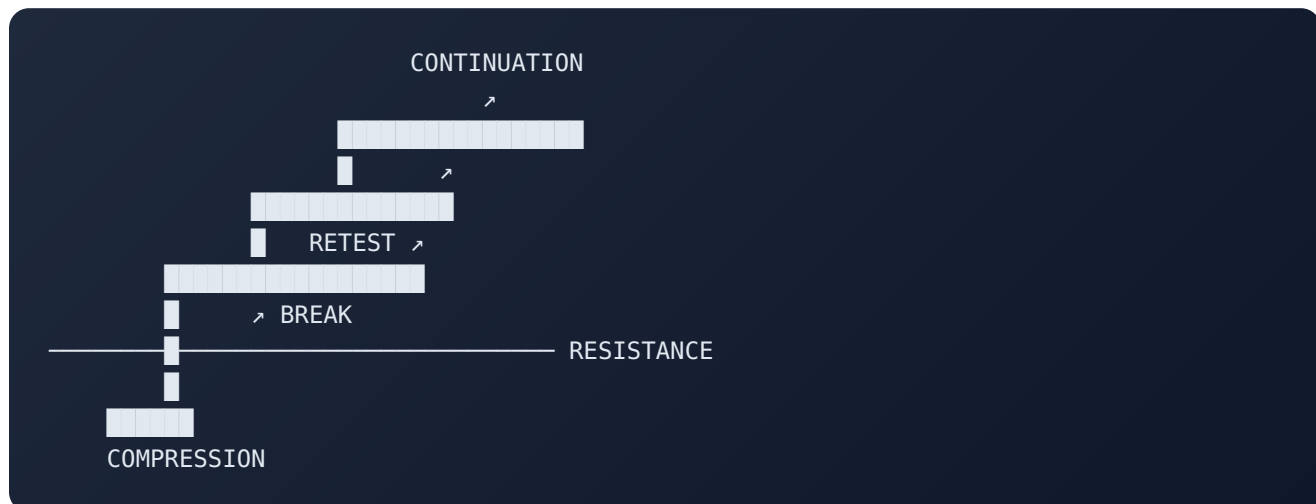 CONTINUATION
↗
↗
RETEST ↗
↗ BREAK
RESISTANCE
COMPRESSION